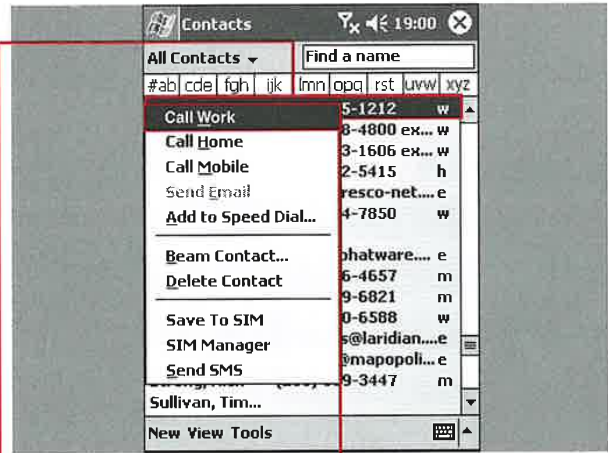 Contacts 19:00
All Contacts Find a name
#ab cde fgh ijk lmn opq rst uvw xyz
Call Work 5-1212 w
Call Home 8-4800 ex... w
Call Mobile 3-1606 ex... w
2-5415 h
Send Email resco-net.... e
Add to Speed Dial... 4-7850 w
Beam Contact... hatware.... e
Delete Contact 6-4657 m
9-6821 m
Save To SIM 0-6588 w
SIM Manager s@laridian....e
Send SMS @mapopoli... e
9-3447 m
Sullivan, Tim...
New View Tools